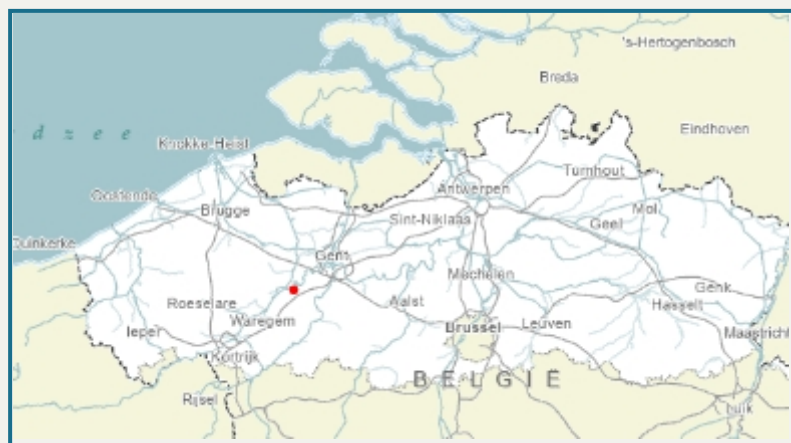 's-Hertogenbosch
Breda
dzee
Knokke-Heist
Eindhoven
Turnhout
Antwerpen
Oostende
Brugge
Sint-Niklaas
Mol
Geel
Duinkerke
Gent
Mechelen
Genk
Roeselare
Aalst
Hasselt
Waregem
Ieper
Brussel
Leuven
Maastricht
Kortrijk
BELGIË
Rijsel
Luik